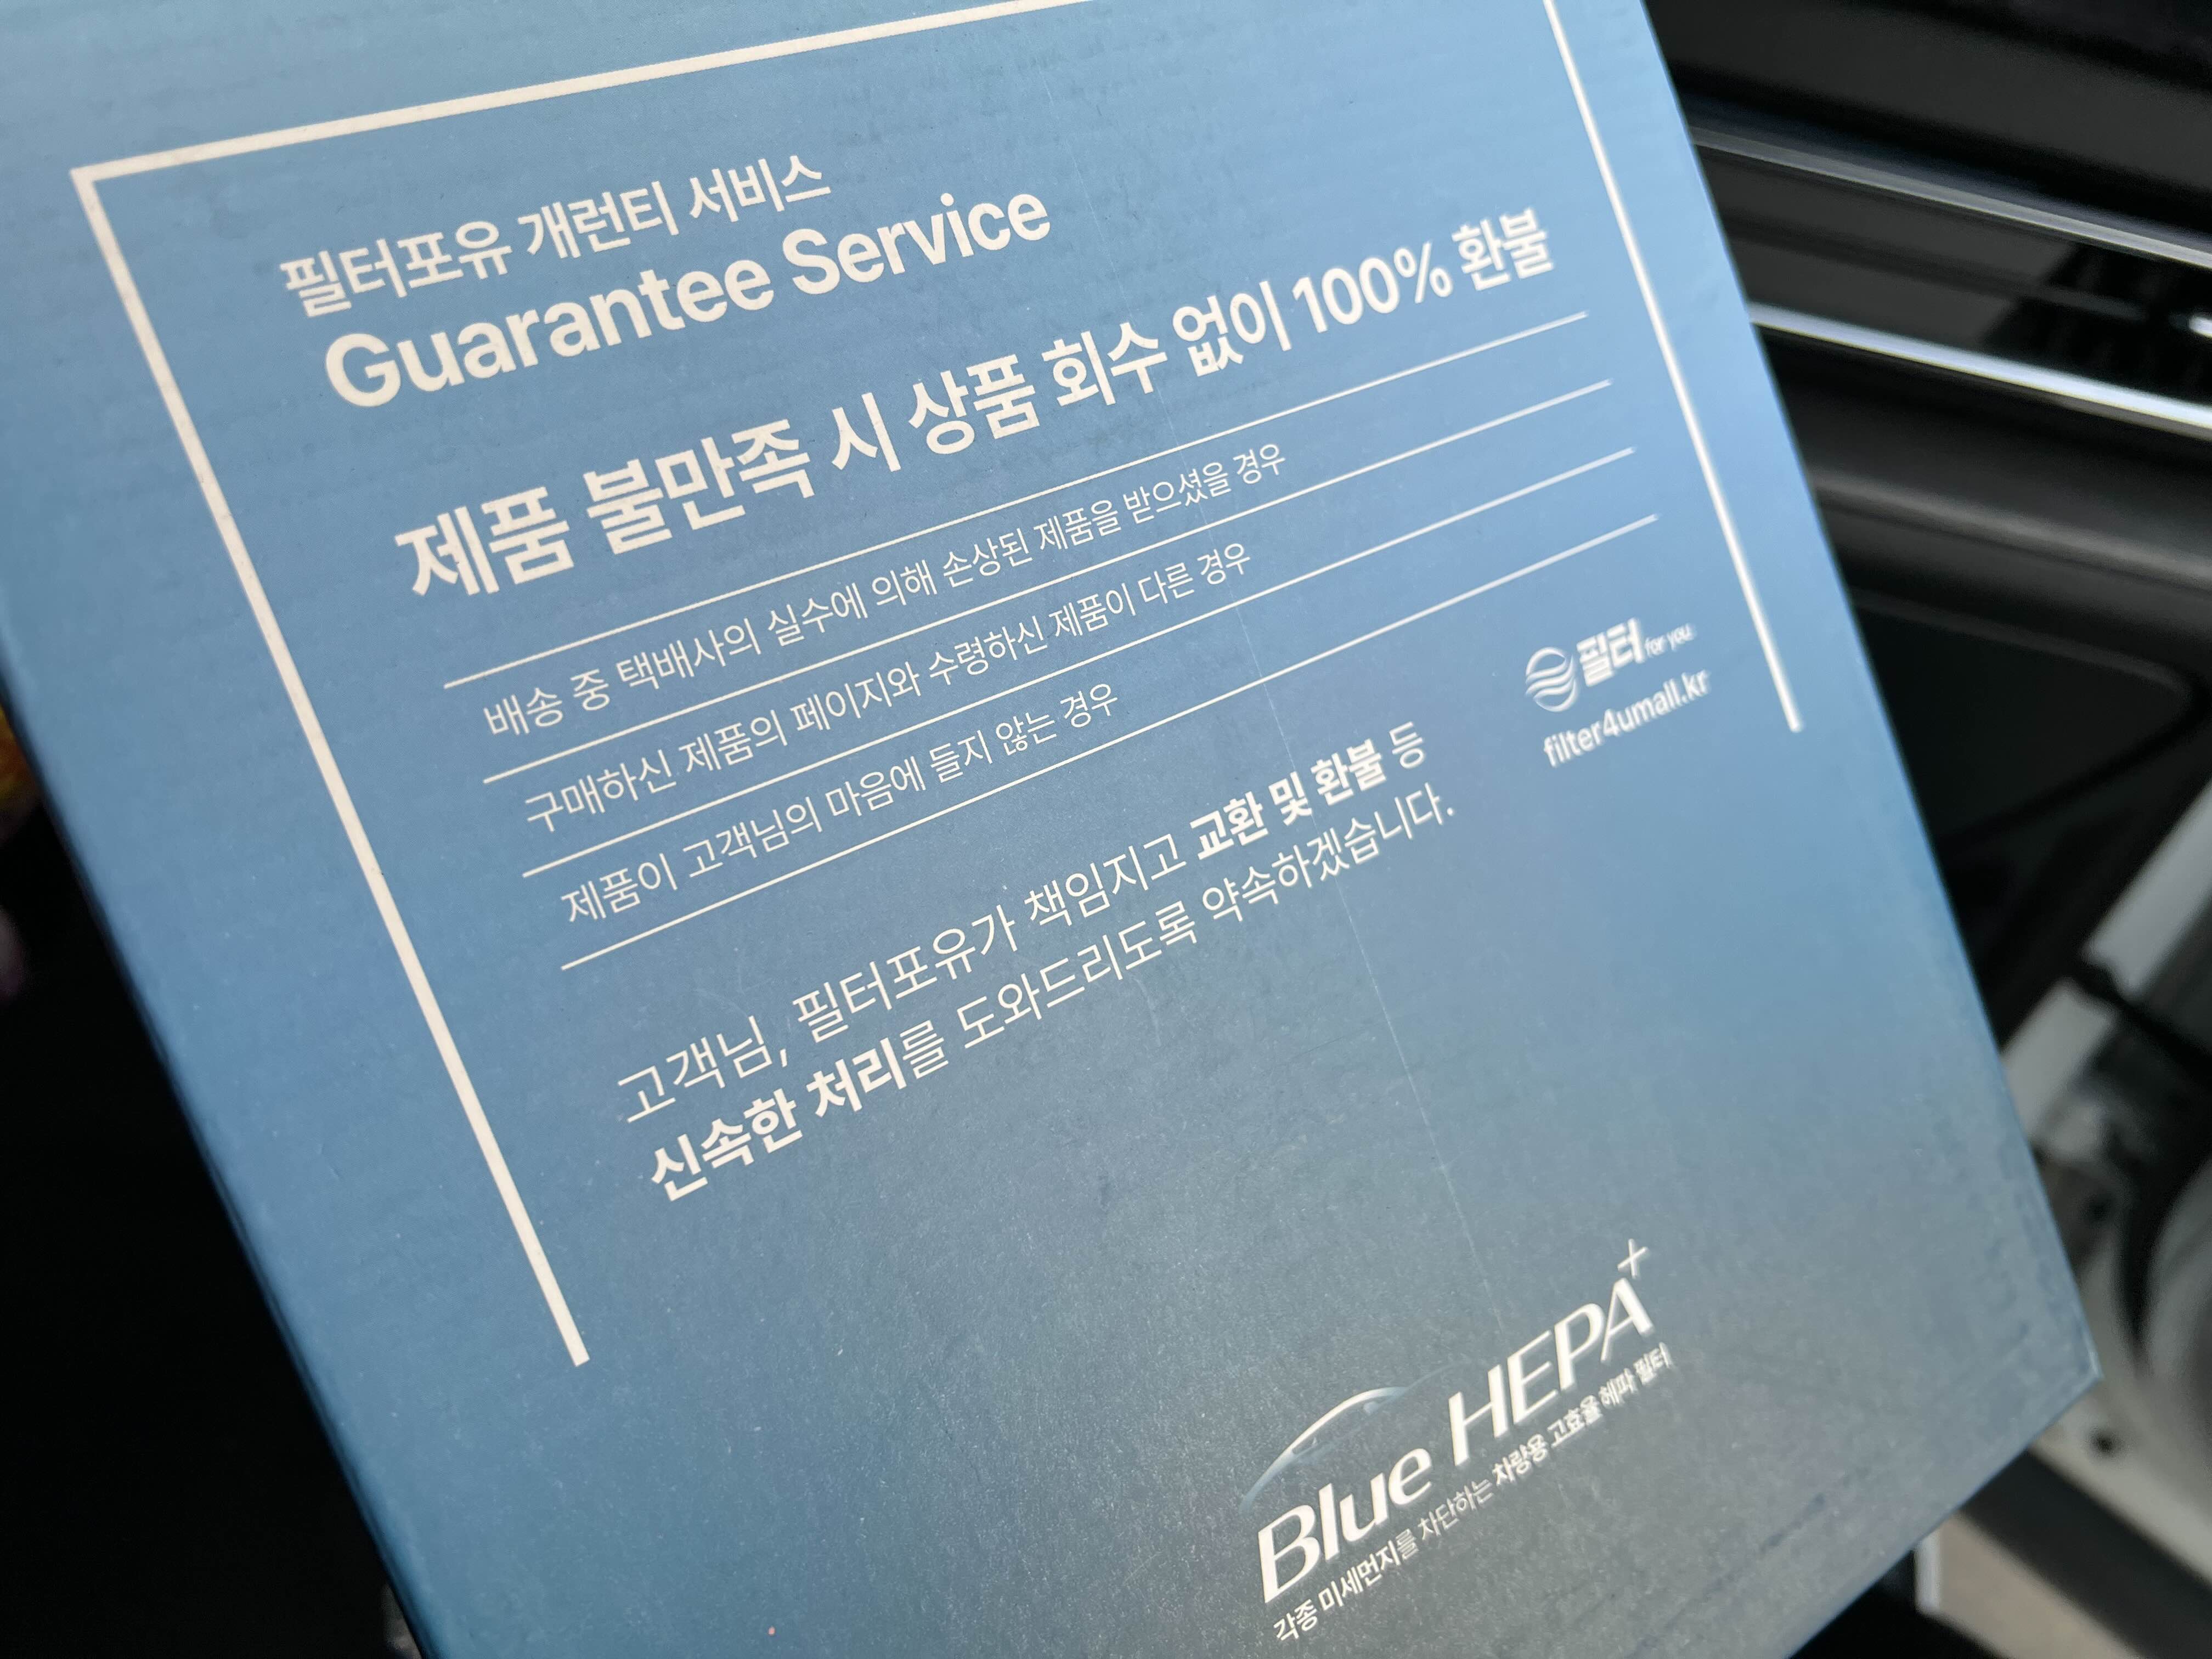 필터포유 개런티 서비스
Guarantee Service
제품 불만족 시 상품 회수 없이 100% 환불
배송 중 택배사의 실수에 의해 손상된 제품을 받으셨을 경우
구매하신 제품의 페이지와 수령하신 제품이 다른 경우
제품이 고객님의 마음에 들지 않는 경우
고객님, 필터포유가 책임지고 교환 및 환불 등
신속한 처리를 도와드리도록 약속하겠습니다.
필터 for you
filter4umall.kr
Blue HEPA+
각종 미세먼지를 차단하는 차량용 고효율 헤파 필터